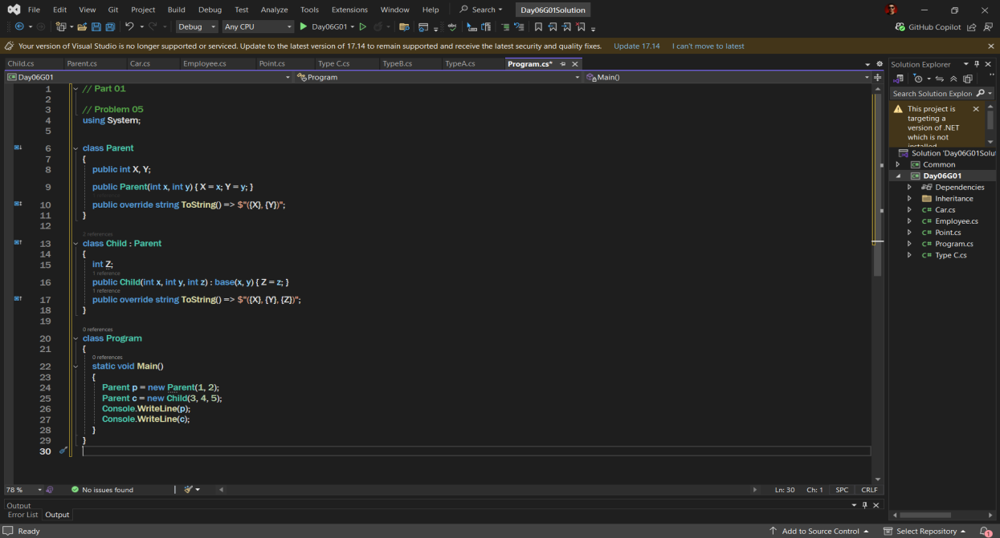 File Edit View Git Project Build Debug Test Analyze Tools Extensions Window Help Search Day06G01Solution
Debug Any CPU Day06G01 GitHub Copilot
Your version of Visual Studio is no longer supported or serviced. Update to the latest version of 17.14 to remain supported and receive the latest security and quality fixes. Update 17.14 I can't move to latest
Child.cs Parent.cs Car.cs Employee.cs Point.cs Type C.cs TypeB.cs TypeA.cs Program.cs*
Day06G01 Program Main()
1 // Part 01
2
3 // Problem 05
4 using System;
5
6 class Parent
7 {
8 public int X, Y;
9 public Parent(int x, int y) { X = x; Y = y; }
10 public override string ToString() => $"({X}, {Y})";
11 }
12
2 references
13 class Child : Parent
14 {
15 int Z;
1 reference
16 public Child(int x, int y, int z) : base(x, y) { Z = z; }
1 reference
17 public override string ToString() => $"({X}, {Y}, {Z})";
18 }
19
0 references
20 class Program
21 {
0 references
22 static void Main()
23 {
24 Parent p = new Parent(1, 2);
25 Parent c = new Child(3, 4, 5);
26 Console.WriteLine(p);
27 Console.WriteLine(c);
28 }
29 }
30
78 % No issues found Ln: 30 Ch: 1 SPC CRLF
Output
Error List Output
Ready Add to Source Control Select Repository 1
Solution Explorer
Search Solution Explor
This project is
targeting a
version of .NET
which is not
installed
Solution 'Day06G01Solu
Common
Day06G01
Dependencies
Inheritance
C# Car.cs
C# Employee.cs
C# Point.cs
C# Program.cs
C# Type C.cs